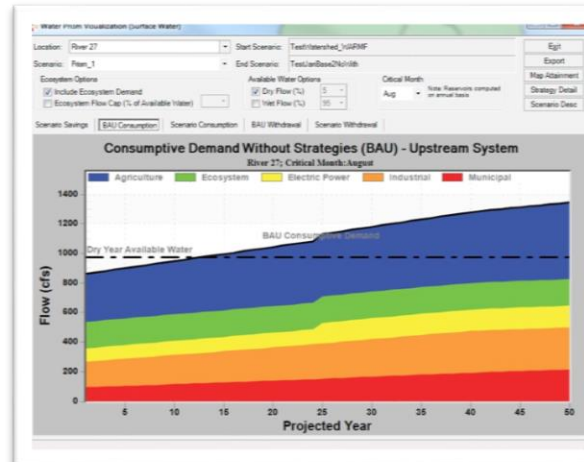 Water Prism Visualization (Surface Water)
Location: River 27 Start Scenario: TestWatershed_WARMF Exit
Scenario: Prism_1 End Scenario: TestJanBase2NoWith Export
Ecosystem Options Available Water Options Critical Month Map Attainment
Include Ecosystem Demand Dry Flow (%) 5 Aug Note: Reservoirs computed on annual basis Strategy Detail
Ecosystem Flow Cap (% of Available Water) Wet Flow (%) 95 Scenario Desc
Scenario Savings BAU Consumption Scenario Consumption BAU Withdrawal Scenario Withdrawal
Consumptive Demand Without Strategies (BAU) - Upstream System
River 27; Critical Month:August
Agriculture Ecosystem Electric Power Industrial Municipal
1400
1200
BAU Consumptive Demand
Dry Year Available Water
1000
800
600
400
200
0
Flow (cfs)
5 10 15 20 25 30 35 40 45 50
Projected Year